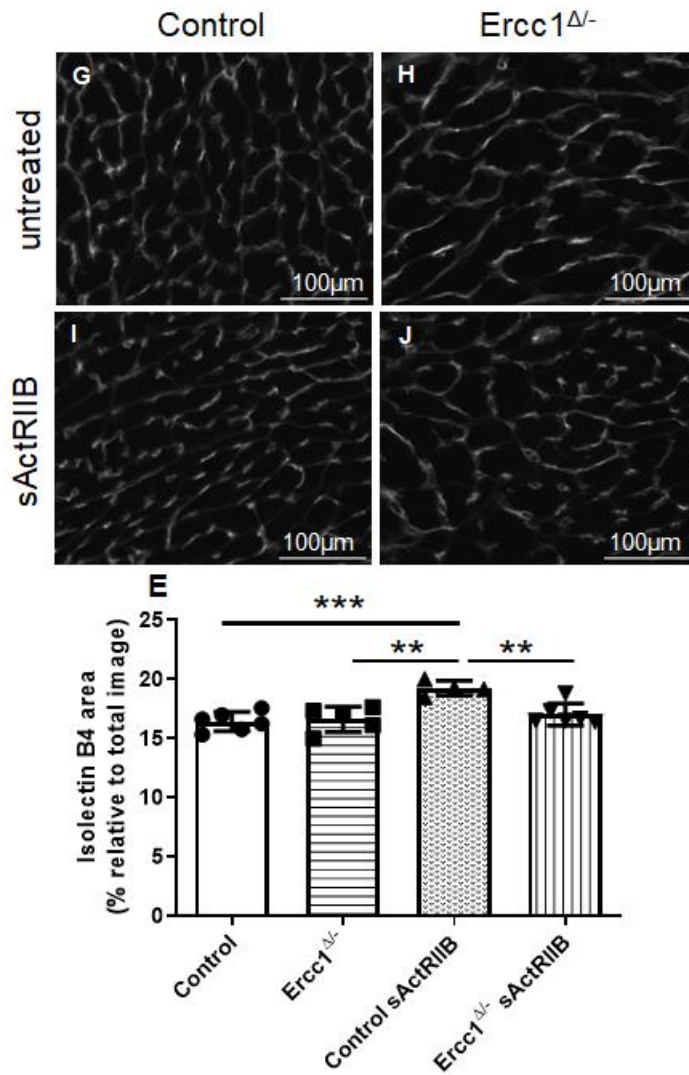 Control Ercc1Δ/-
untreated
G
100µm
H
100µm
sActRIIB
I
100µm
J
100µm
E
Isolectin B4 area
(% relative to total image)
25
20
15
10
5
0
***
** **
Control
Ercc1Δ/-
Control sActRIIB
Ercc1Δ/- sActRIIB